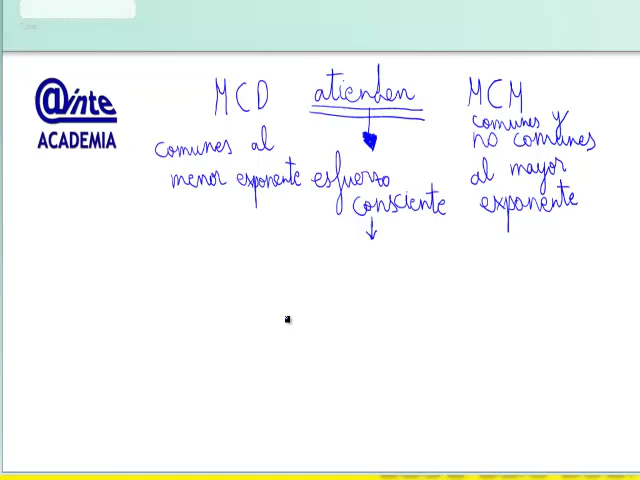 @inte
ACADEMIA
MCD atienden MCM
comunes al
menor exponente
esfuerzo
consciente
comunes y
no comunes
al mayor
exponente